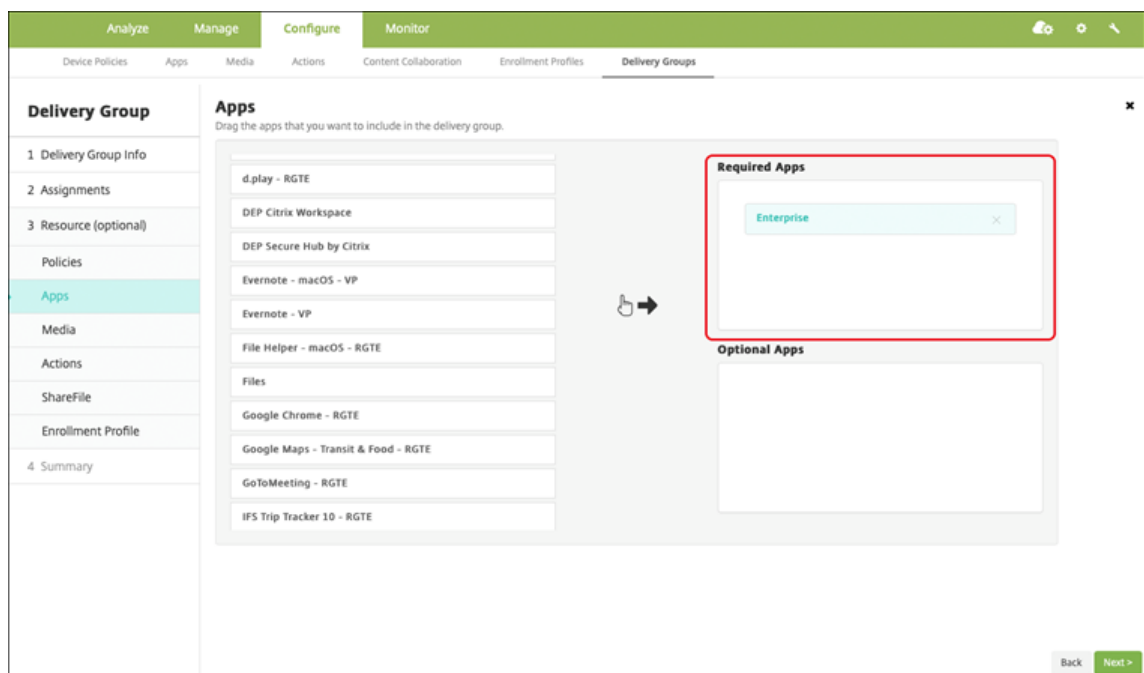 Analyze Manage Configure Monitor
Device Policies Apps Media Actions Content Collaboration Enrollment Profiles Delivery Groups
Delivery Group
1 Delivery Group Info
2 Assignments
3 Resource (optional)
Policies
Apps
Media
Actions
ShareFile
Enrollment Profile
4 Summary
Apps
Drag the apps that you want to include in the delivery group.
d.play - RGTE
DEP Citrix Workspace
DEP Secure Hub by Citrix
Evernote - macOS - VP
Evernote - VP
File Helper - macOS - RGTE
Files
Google Chrome - RGTE
Google Maps - Transit & Food - RGTE
GoToMeeting - RGTE
IFS Trip Tracker 10 - RGTE
Required Apps
Enterprise
Optional Apps
Back Next >